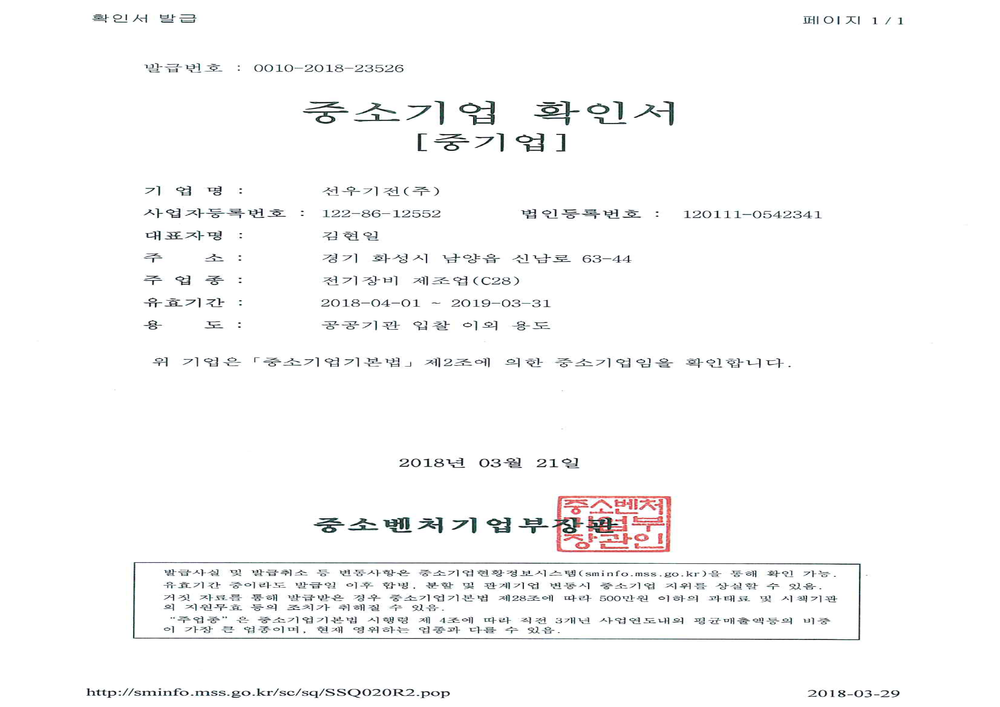 확인서 발급
페이지 1 / 1
발급번호 : 0010-2018-23526
중소기업 확인서
[중기업]
기 업 명 : 선우기전(주)
사업자등록번호 : 122-86-12552 법인등록번호 : 120111-0542341
대표자명 : 김현일
주 소 : 경기 화성시 남양읍 신남로 63-44
주 업 종 : 전기장비 제조업(C28)
유효기간 : 2018-04-01 ~ 2019-03-31
용 도 : 공공기관 입찰 이외 용도
위 기업은「중소기업기본법」제2조에 의한 중소기업임을 확인합니다.
2018년 03월 21일
중소벤처기업부장관
중소벤처
기업부
장관인
발급사실 및 발급취소 등 변동사항은 중소기업현황정보시스템(sminfo.mss.go.kr)을 통해 확인 가능.
유효기간 중이라도 발급일 이후 합병, 분할 및 관계기업 변동시 중소기업 지위를 상실할 수 있음.
거짓 자료를 통해 발급받은 경우 중소기업기본법 제28조에 따라 500만원 이하의 과태료 및 시책기관
의 지원무효 등의 조치가 취해질 수 있음.
“주업종” 은 중소기업기본법 시행령 제 4조에 따라 직전 3개년 사업연도내의 평균매출액등의 비중
이 가장 큰 업종이며, 현재 영위하는 업종과 다를 수 있음.
http://sminfo.mss.go.kr/sc/sq/SSQ020R2.pop
2018-03-29